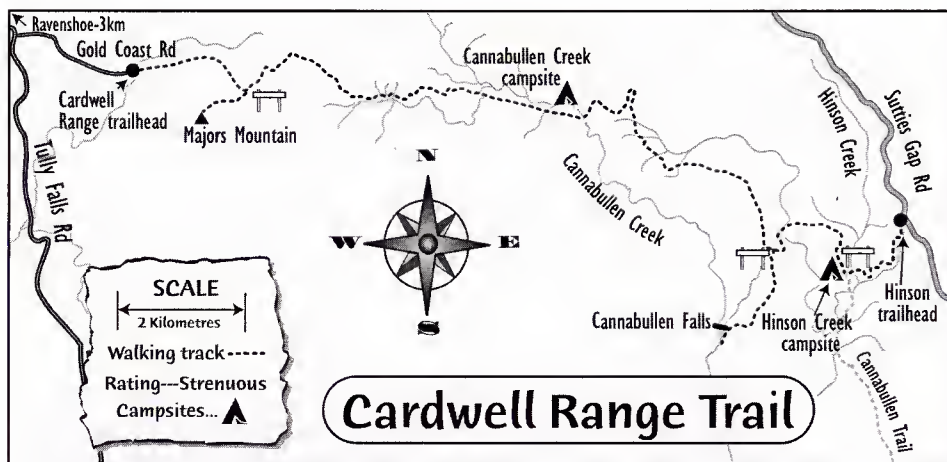 Ravenshoe-3km
Gold Coast Rd
Cardwell
Range trailhead
Majors Mountain
Tully Falls Rd
Cannabullen Creek
campsite
Cannabullen
Creek
Hinson Creek
Sutties Gap Rd
N
W
E
S
SCALE
2 Kilometres
Walking track
Rating---Strenuous
Campsites...
Cannabullen Falls
Hinson Creek
campsite
Hinson
trailhead
Cannabullen Trail
Cardwell Range Trail